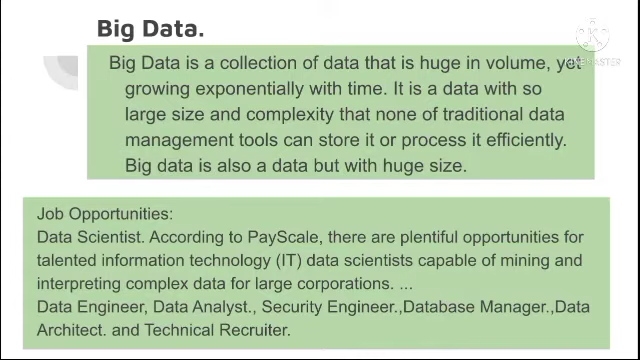 Big Data.
Big Data is a collection of data that is huge in volume, yet
growing exponentially with time. It is a data with so
large size and complexity that none of traditional data
management tools can store it or process it efficiently.
Big data is also a data but with huge size.
Job Opportunities:
Data Scientist. According to PayScale, there are plentiful opportunities for
talented information technology (IT) data scientists capable of mining and
interpreting complex data for large corporations. ...
Data Engineer, Data Analyst., Security Engineer.,Database Manager.,Data
Architect. and Technical Recruiter.